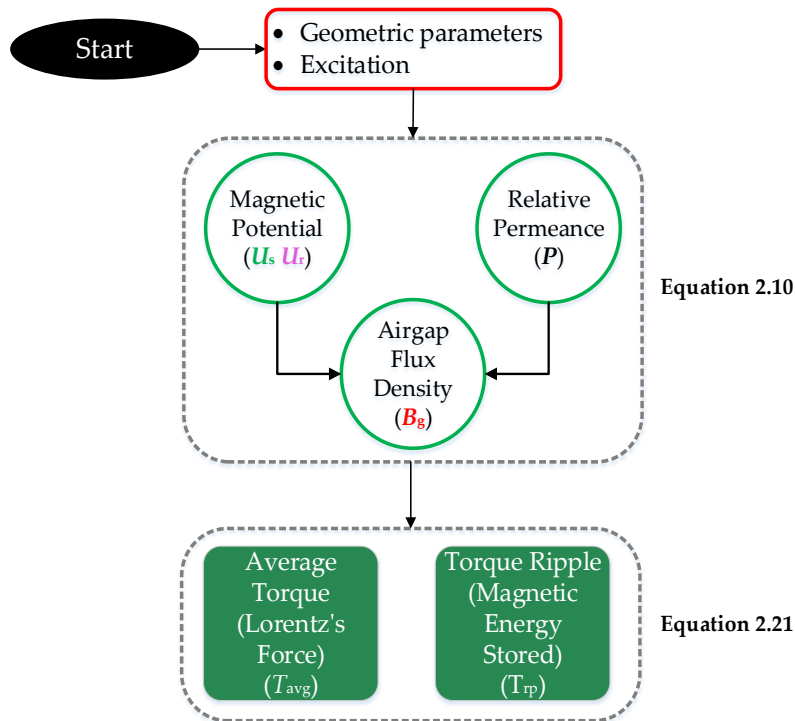 Start
• Geometric parameters
• Excitation
Magnetic
Potential
(Us Ur)
Relative
Permeance
(P)
Equation 2.10
Airgap
Flux
Density
(Bg)
Average
Torque
(Lorentz's
Force)
(Tavg)
Torque Ripple
(Magnetic
Energy
Stored)
(Trp)
Equation 2.21